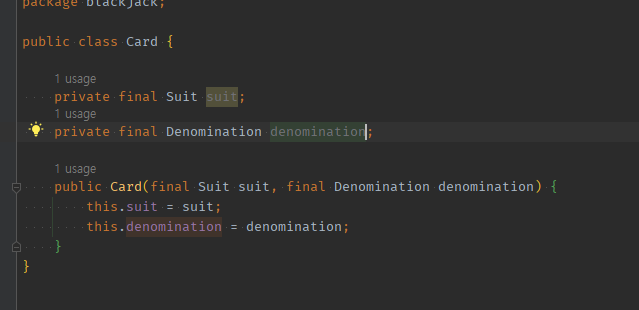 package blackjack;
public class Card {
1 usage
private final Suit suit;
1 usage
private final Denomination denomination;
1 usage
public Card(final Suit suit, final Denomination denomination) {
this.suit = suit;
this.denomination = denomination;
}
}